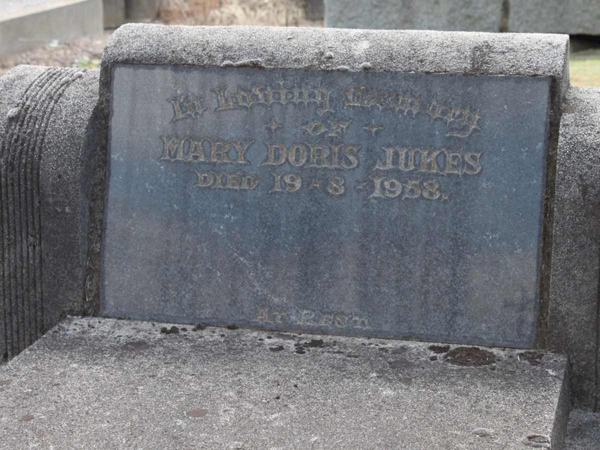 In Loving Memory
OF
MARY DORIS JUKES
DIED 19-8-1958.
AT REST